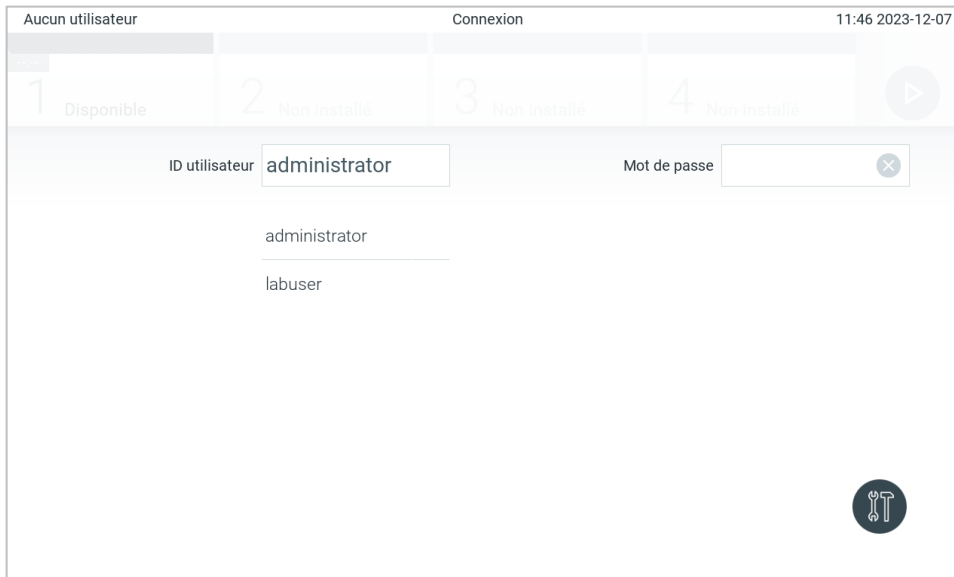 Aucun utilisateur Connexion 11:46 2023-12-07
1 Disponible 2 Non Installé 3 Non Installé 4 Non Installé
ID utilisateur administrator Mot de passe
administrator
labuser